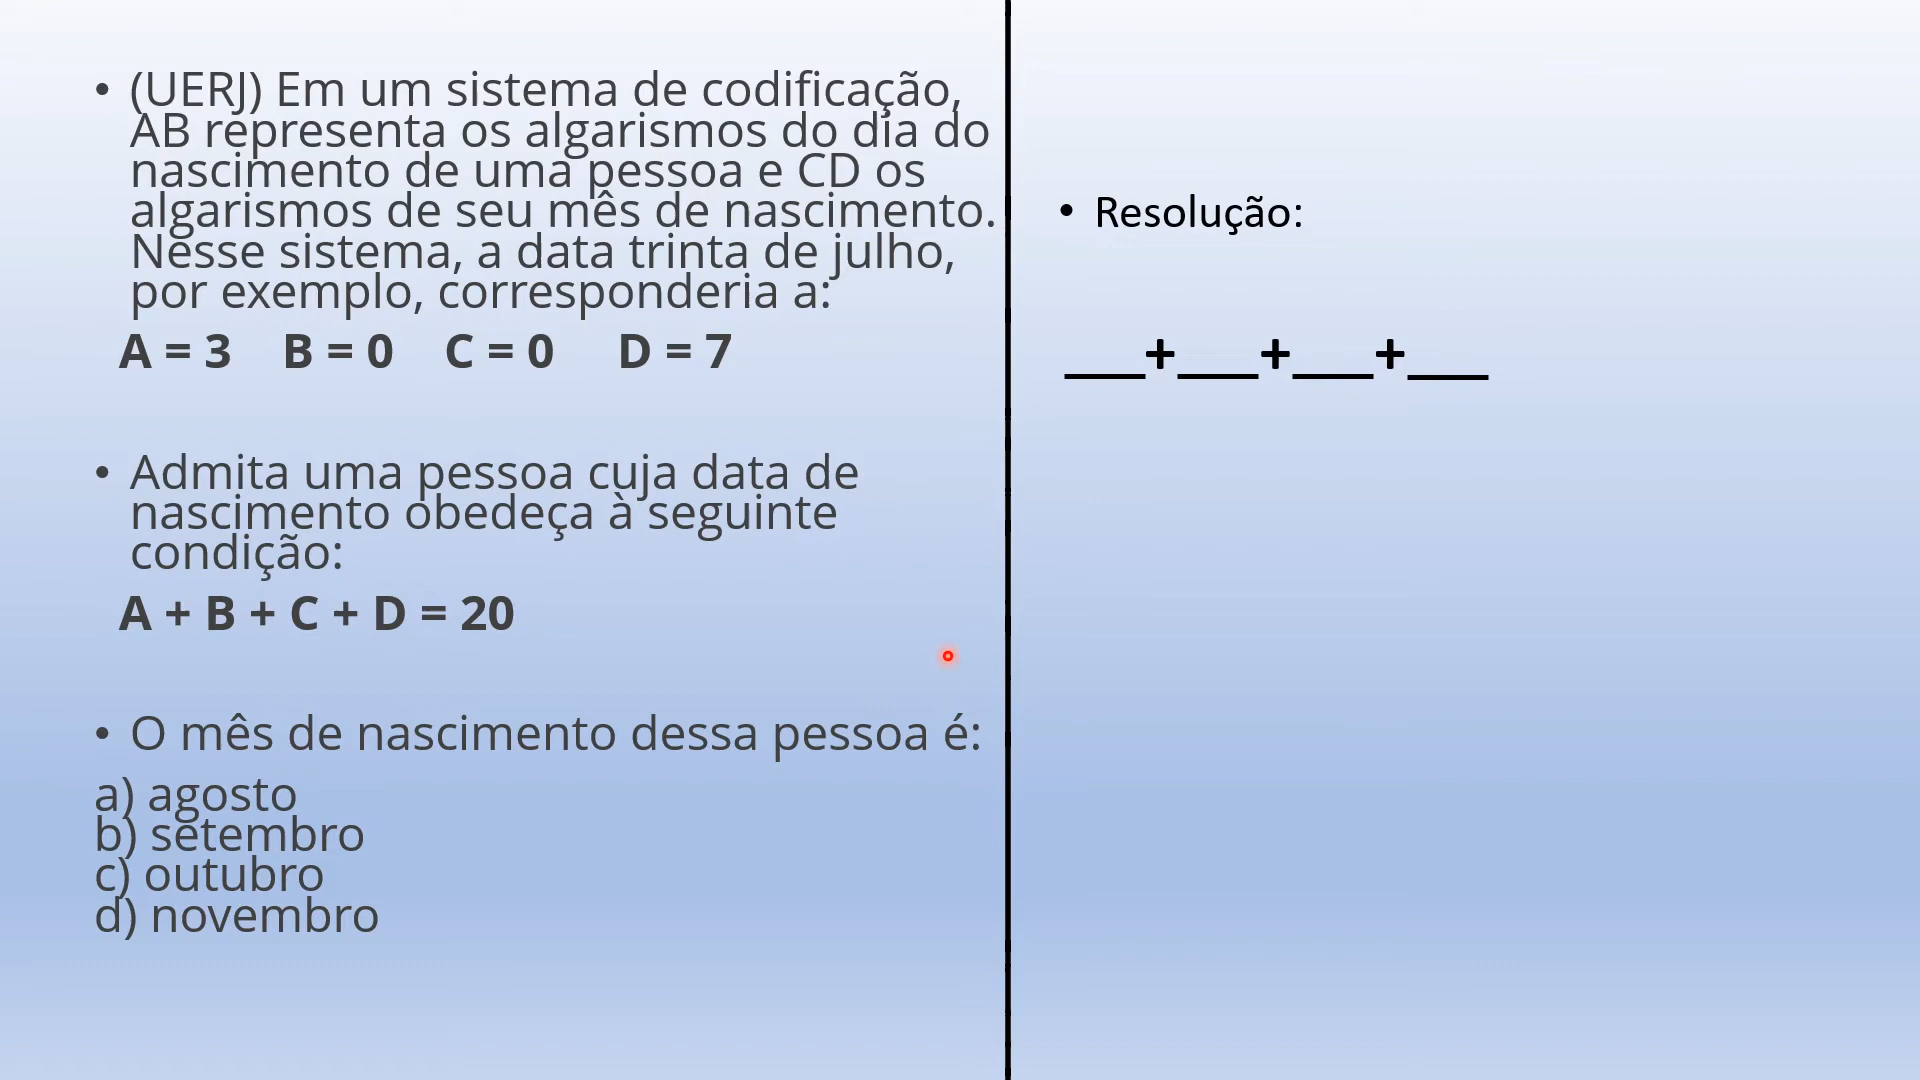 • (UERJ) Em um sistema de codificação,
AB representa os algarismos do dia do
nascimento de uma pessoa e CD os
algarismos de seu mês de nascimento.
Nesse sistema, a data trinta de julho,
por exemplo, corresponderia a:
A = 3 B = 0 C = 0 D = 7
• Admita uma pessoa cuja data de
nascimento obedeça à seguinte
condição:
A + B + C + D = 20
• O mês de nascimento dessa pessoa é:
a) agosto
b) setembro
c) outubro
d) novembro
• Resolução:
___+___+___+___